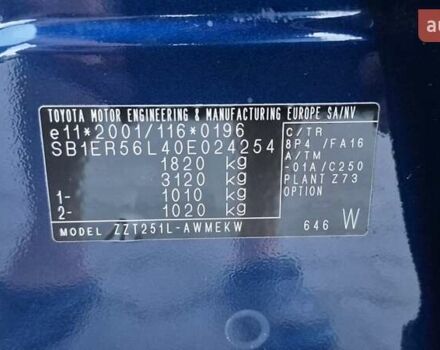 TOYOTA MOTOR ENGINEERING & MANUFACTURING EUROPE SA/NV
e11*2001/116*0196
SB1ER56L40E024254
1820 kg
3120 kg
1- 1010 kg
2- 1020 kg
C/TR
8P4 /FA16
A/TM
-01A/C250
PLANT Z73
OPTION
MODEL ZZT251L-AWMEKW
646 W